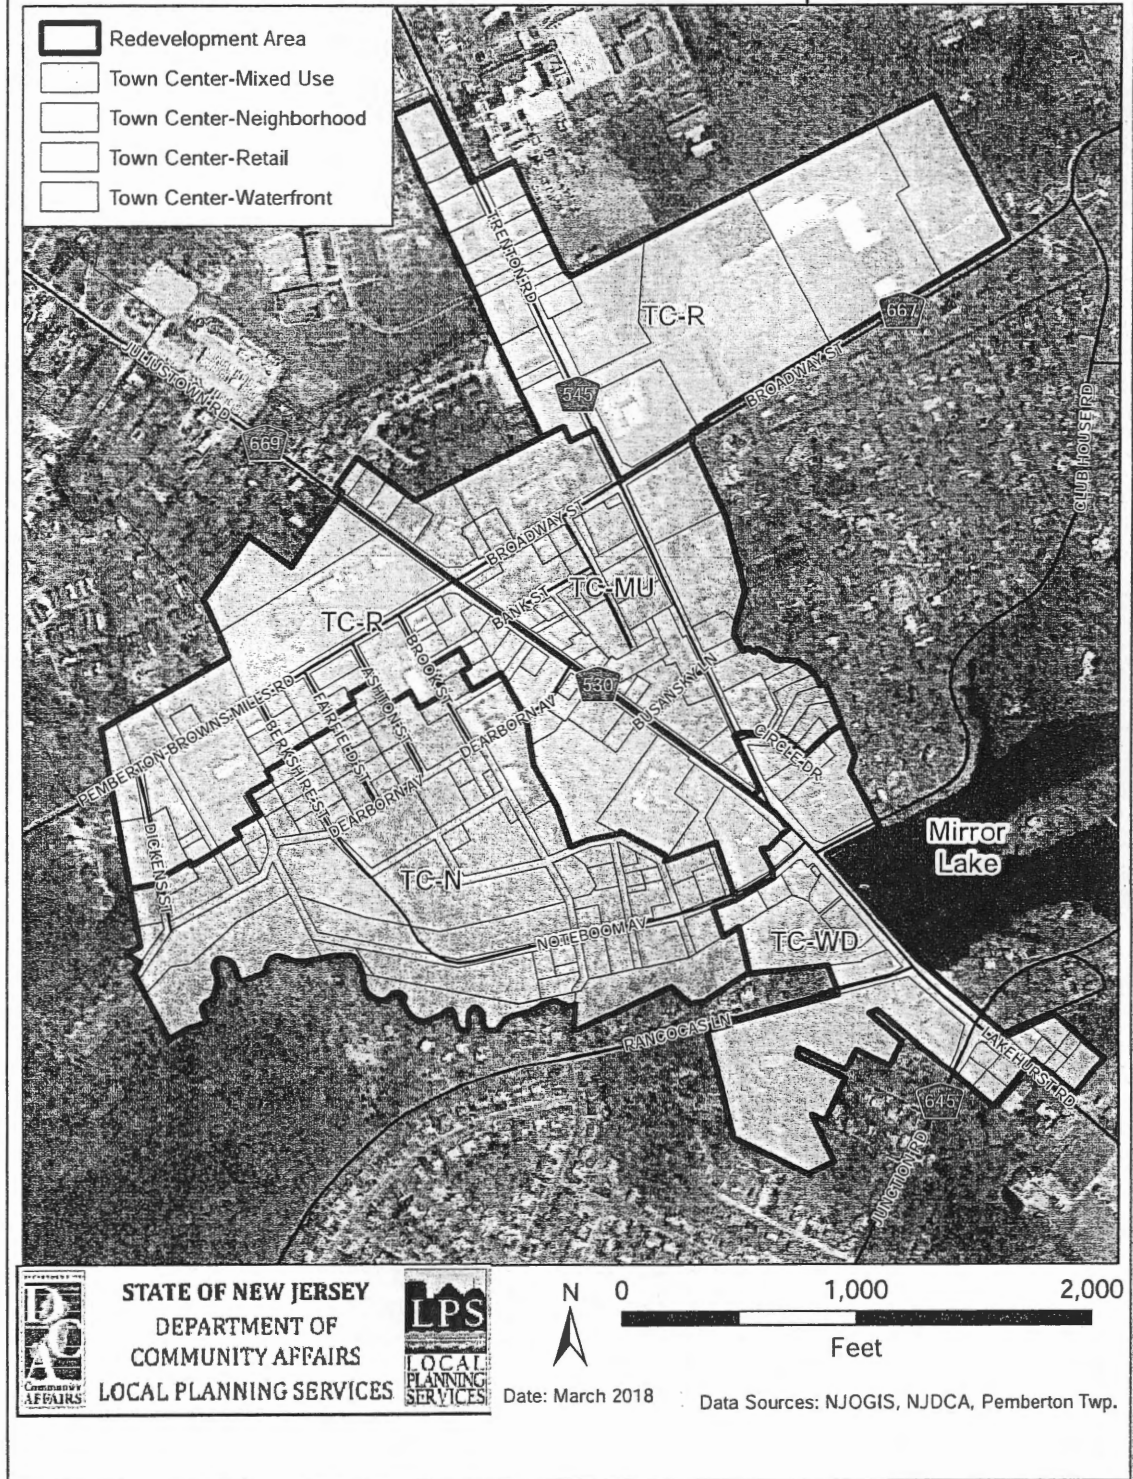 Redevelopment Area
Town Center-Mixed Use
Town Center-Neighborhood
Town Center-Retail
Town Center-Waterfront
TRENTON RD
TC-R
667
BROADWAY ST
545
JULIUSTOWN RD
669
CLUB HOUSE RD
BROADWAY ST
TC-MU
BANK ST
TC-R
BROOK ST
ASHTON ST
530
BUSANSKY LN
PEMBERTON-BROWNS MILLS RD
FAIRFIELD ST
BERKSHIRE ST
DEARBORN AV
CIRCLE DR
DEARBORN AV
DICKENS ST
Mirror
Lake
TC-N
NOTEBOOM AV
TC-WD
RANCOCAS LN
LAKEHURST RD
645
JUNCTION RD
DCA
Community
AFFAIRS
STATE OF NEW JERSEY
DEPARTMENT OF
COMMUNITY AFFAIRS
LOCAL PLANNING SERVICES
LPS
LOCAL
PLANNING
SERVICES
N
0 1,000 2,000
Feet
Date: March 2018
Data Sources: NJOGIS, NJDCA, Pemberton Twp.